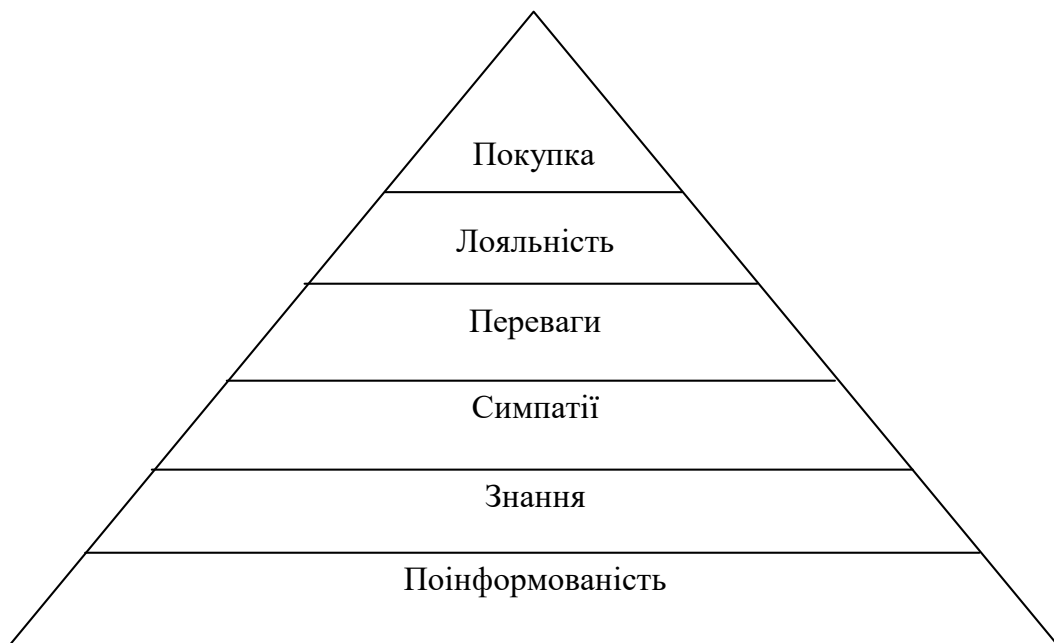 Покупка
Лояльність
Переваги
Симпатії
Знання
Поінформованість